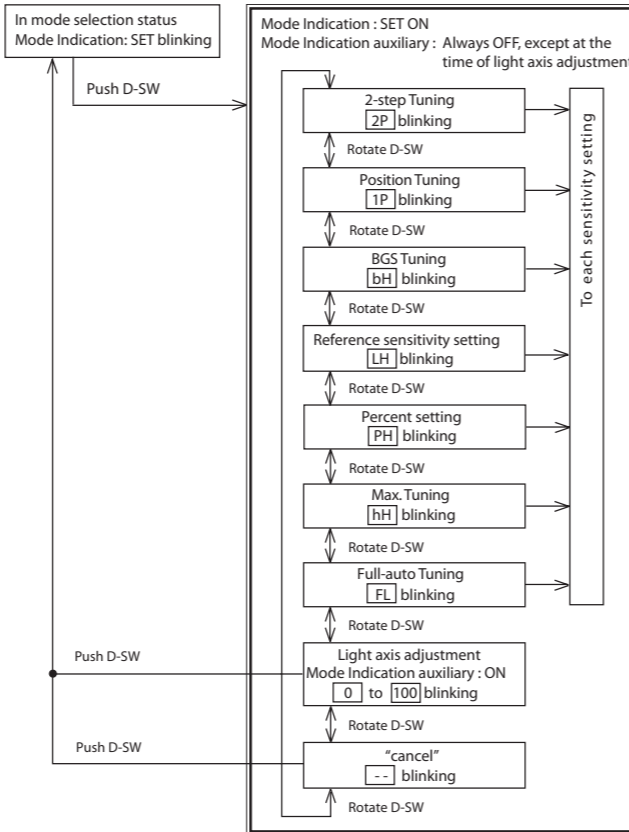 In mode selection status
Mode Indication: SET blinking
Push D-SW
Mode Indication : SET ON
Mode Indication auxiliary : Always OFF, except at the
time of light axis adjustment
2-step Tuning
2P blinking
Rotate D-SW
Position Tuning
1P blinking
Rotate D-SW
BGS Tuning
bH blinking
Rotate D-SW
Reference sensitivity setting
LH blinking
Rotate D-SW
Percent setting
PH blinking
Rotate D-SW
Max. Tuning
hH blinking
Rotate D-SW
Full-auto Tuning
FL blinking
Rotate D-SW
To each sensitivity setting
Push D-SW
Light axis adjustment
Mode Indication auxiliary : ON
0 to 100 blinking
Rotate D-SW
Push D-SW
"cancel"
-- blinking
Rotate D-SW